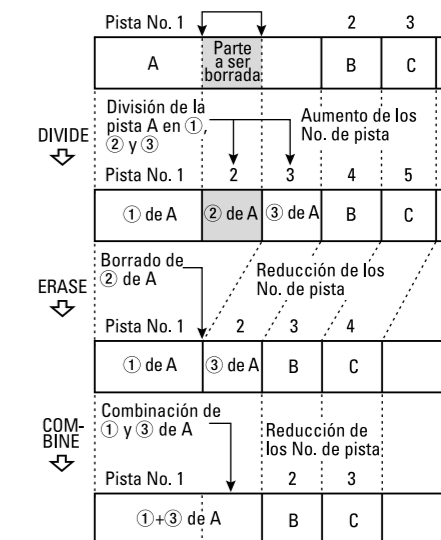 Pista No. 1 2 3
A Parte a ser borrada B C
DIVIDE
División de la
pista A en ①,
② y ③
Aumento de los
No. de pista
Pista No. 1 2 3 4 5
① de A ② de A ③ de A B C
ERASE
Borrado de
② de A
Reducción de los
No. de pista
Pista No. 1 2 3 4
① de A ③ de A B C
COM-
BINE
Combinación de
① y ③ de A
Reducción de
los No. de pista
Pista No. 1 2 3
①+③ de A B C